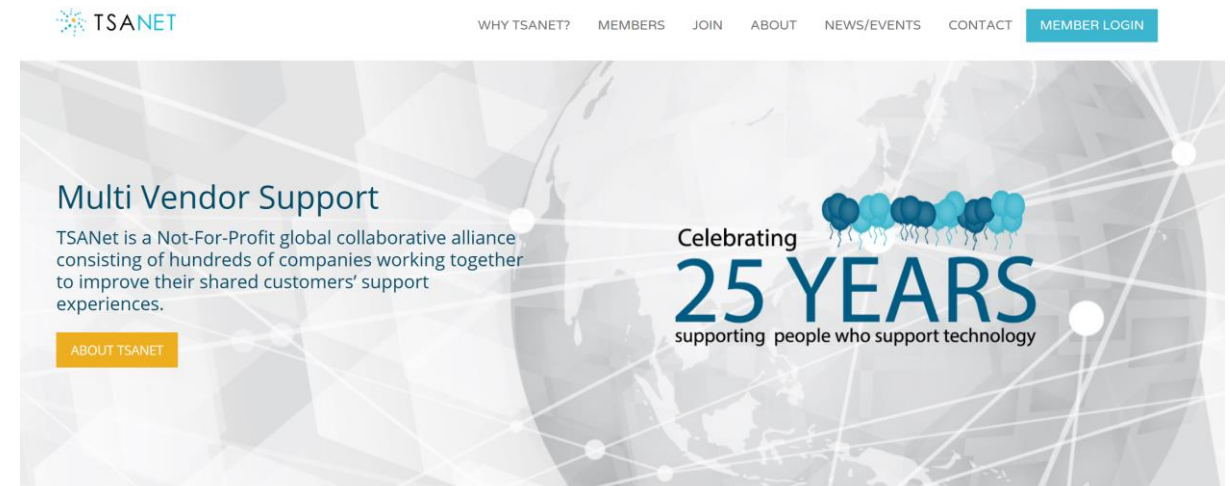 TSANET
WHY TSANET?
MEMBERS
JOIN
ABOUT
NEWS/EVENTS
CONTACT
MEMBER LOGIN
Multi Vendor Support
TSANet is a Not-For-Profit global collaborative alliance
consisting of hundreds of companies working together
to improve their shared customers’ support
experiences.
ABOUT TSANET
Celebrating
25 YEARS
supporting people who support technology